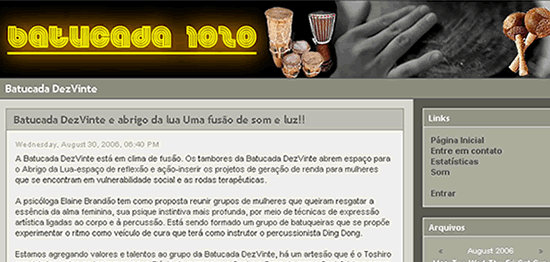 batucada 1020
Batucada DezVinte
Batucada DezVinte e abrigo da lua Uma fusão de som e luz!!
Wednesday, August 30, 2006, 05:40 PM
A Batucada DezVinte está em clima de fusão. Os tambores da Batucada DezVinte abrem espaço para
o Abrigo da Lua-espaço de reflexão e ação-inserir os projetos de geração de renda para mulheres
que se encontram em vulnerabilidade social e as rodas terapêuticas.
A psicóloga Elaine Brandão tem como proposta reunir grupos de mulheres que queiram resgatar a
essência da alma feminina, sua psique instintiva mais profunda, por meio de técnicas de expressão
artística ligadas ao corpo e á percussão. Está sendo formado um grupo de batuqueiras que se propõe
experimentar o ritmo como veículo de cura que terá como instrutor o percussionista Ding Dong.
Estamos agregando valores e talentos ao grupo da Batucada DezVinte, há um artesão que é o Toshiro
Links
Página Inicial
Entre em contato
Estatísticas
Som
Entrar
Arquivos
« August 2006 »